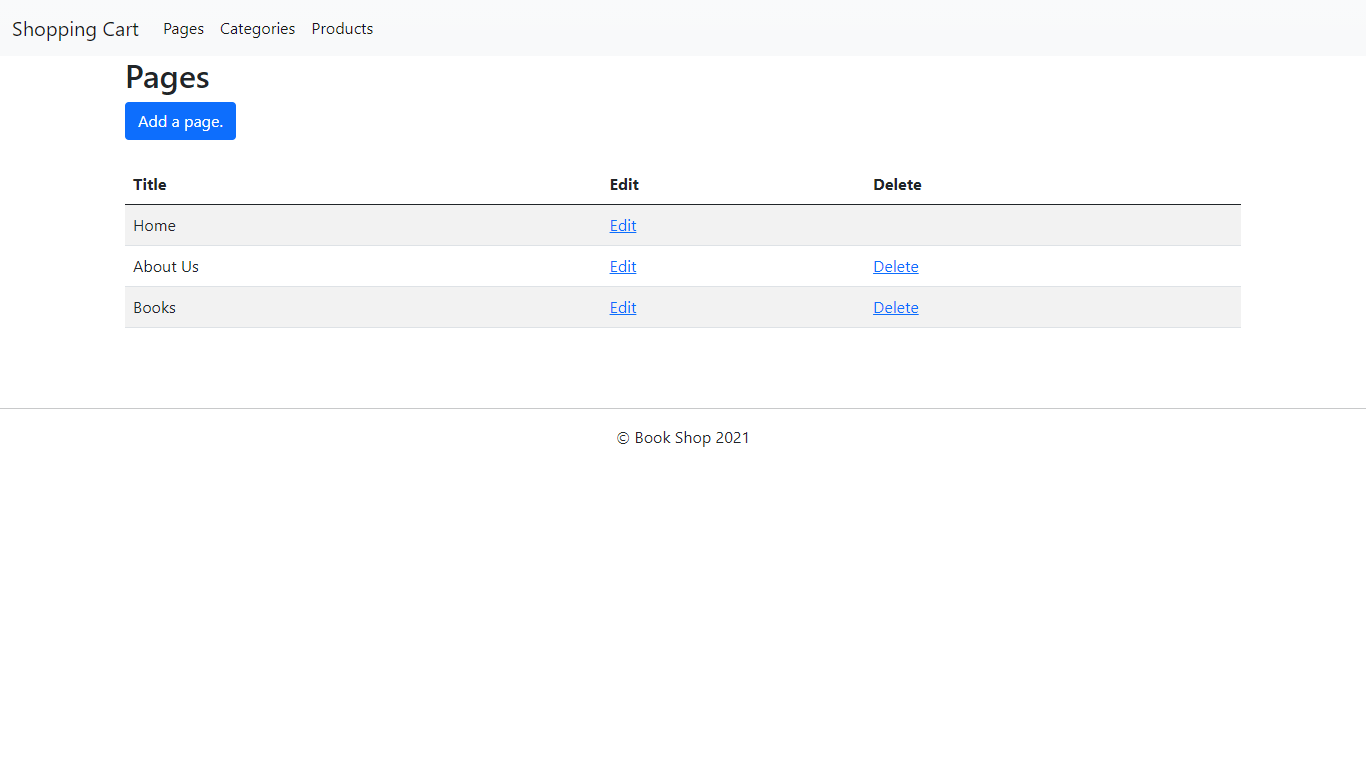 Shopping Cart Pages Categories Products
Pages
Add a page.
Title Edit Delete
Home Edit
About Us Edit Delete
Books Edit Delete
© Book Shop 2021